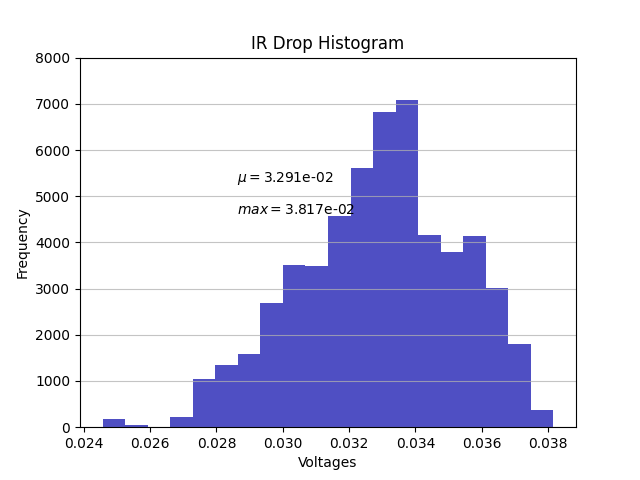 IR Drop Histogram
8000
7000
6000
5000
4000
3000
2000
1000
0
Frequency
μ = 3.291e-02
max = 3.817e-02
0.024 0.026 0.028 0.030 0.032 0.034 0.036 0.038
Voltages